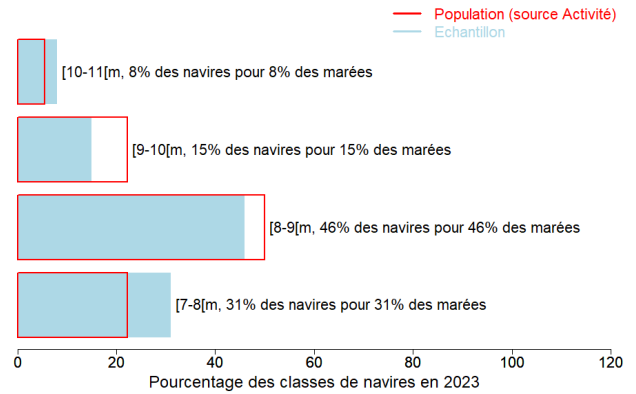 Population (source Activité)
Echantillon
[10-11[m, 8% des navires pour 8% des marées
[9-10[m, 15% des navires pour 15% des marées
[8-9[m, 46% des navires pour 46% des marées
[7-8[m, 31% des navires pour 31% des marées
0 20 40 60 80 100 120
Pourcentage des classes de navires en 2023